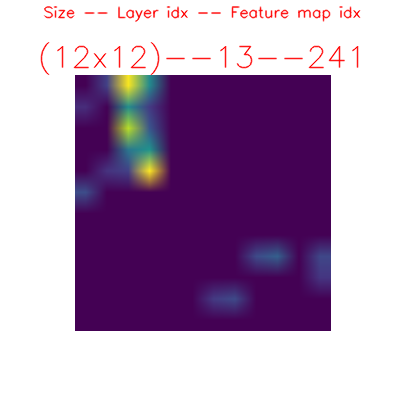 Size -- Layer idx -- Feature map idx
(12x12)--13--241